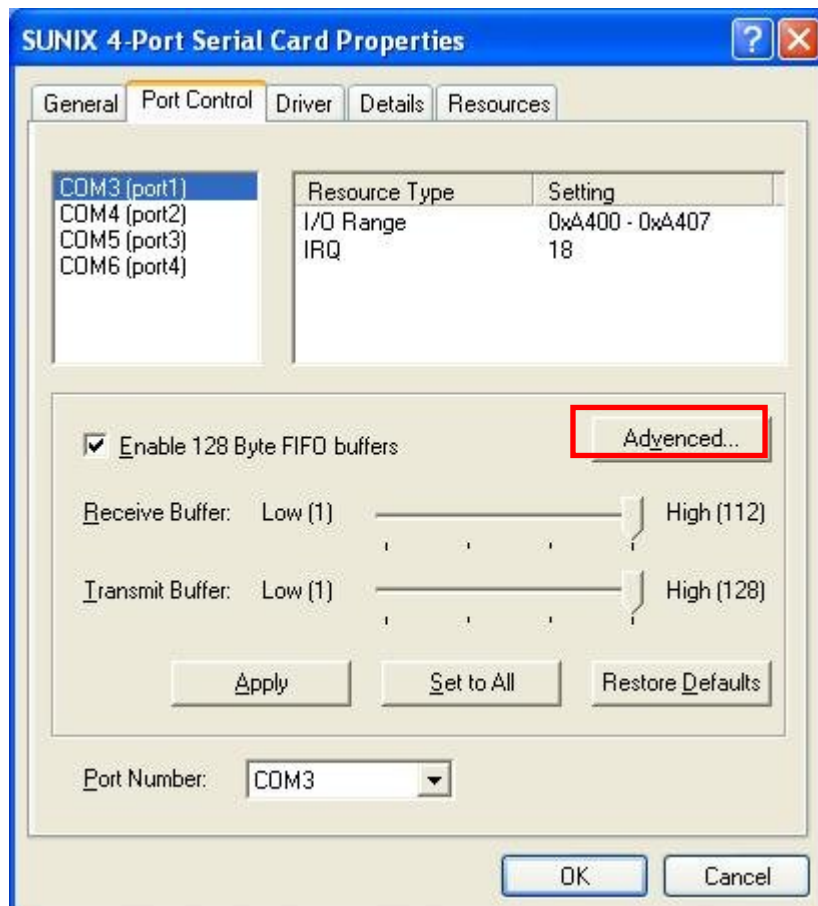 SUNIX 4-Port Serial Card Properties
General Port Control Driver Details Resources
COM3 (port1)
COM4 (port2)
COM5 (port3)
COM6 (port4)
Resource Type Setting
I/O Range 0xA400 - 0xA407
IRQ 18
Enable 128 Byte FIFO buffers
Advenced...
Receive Buffer: Low (1) High (112)
Transmit Buffer: Low (1) High (128)
Apply Set to All Restore Defaults
Port Number: COM3
OK Cancel